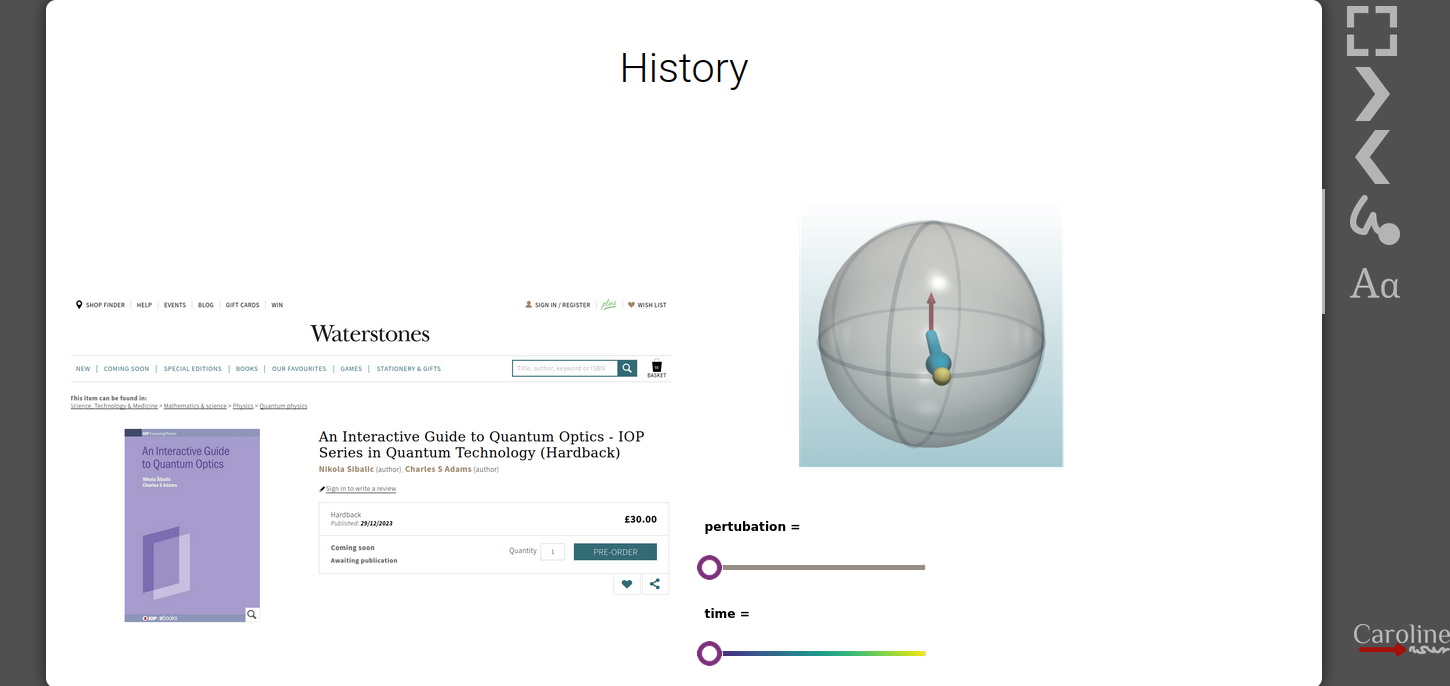 History
SHOP FINDER | HELP | EVENTS | BLOG | GIFT CARDS | WIN
SIGN IN / REGISTER | plus | WISH LIST
Waterstones
NEW | COMING SOON | SPECIAL EDITIONS | BOOKS | OUR FAVOURITES | GAMES | STATIONERY & GIFTS
Title, author, keyword or ISBN
BASKET
This item can be found in:
Science, Technology & Medicine > Mathematics & science > Physics > Quantum physics
An Interactive Guide
to Quantum Optics
Nikola Šibalić
Charles S Adams
IOP ebooks
An Interactive Guide to Quantum Optics - IOP
Series in Quantum Technology (Hardback)
Nikola Sibalic (author), Charles S Adams (author)
Sign in to write a review
Hardback
Published: 29/12/2023
£30.00
Coming soon
Awaiting publication
Quantity 1 PRE-ORDER
pertubation =
time =
Aα
Caroline